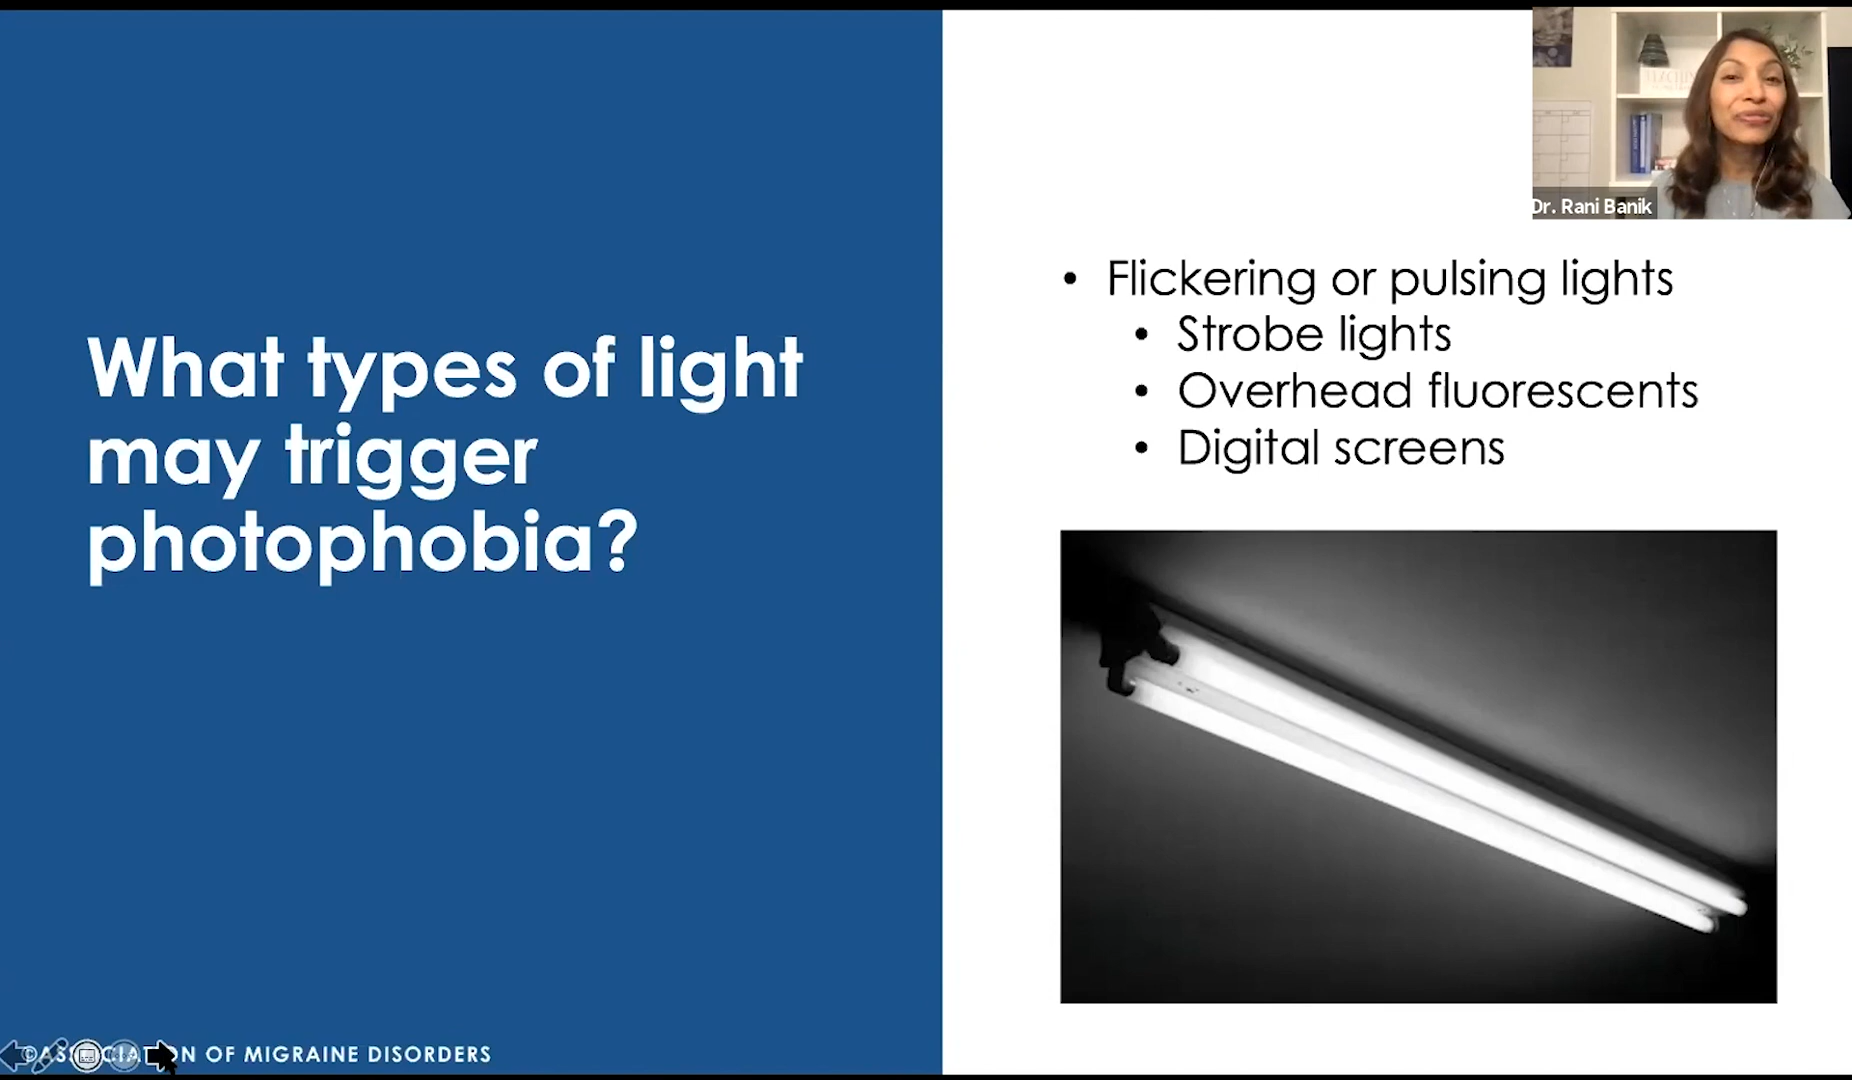 What types of light
may trigger
photophobia?
Dr. Rani Banik
• Flickering or pulsing lights
• Strobe lights
• Overhead fluorescents
• Digital screens
©ASSOCIATION OF MIGRAINE DISORDERS